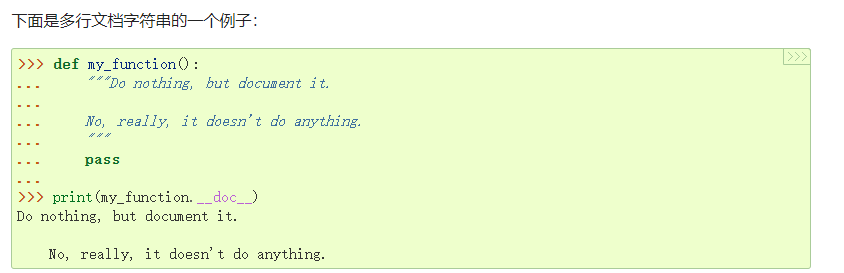 下面是多行文档字符串的一个例子：
>>>
>>> def my_function():
...     """Do nothing, but document it.
...
...     No, really, it doesn't do anything.
...     """
...     pass
...
>>> print(my_function.__doc__)
Do nothing, but document it.

    No, really, it doesn't do anything.